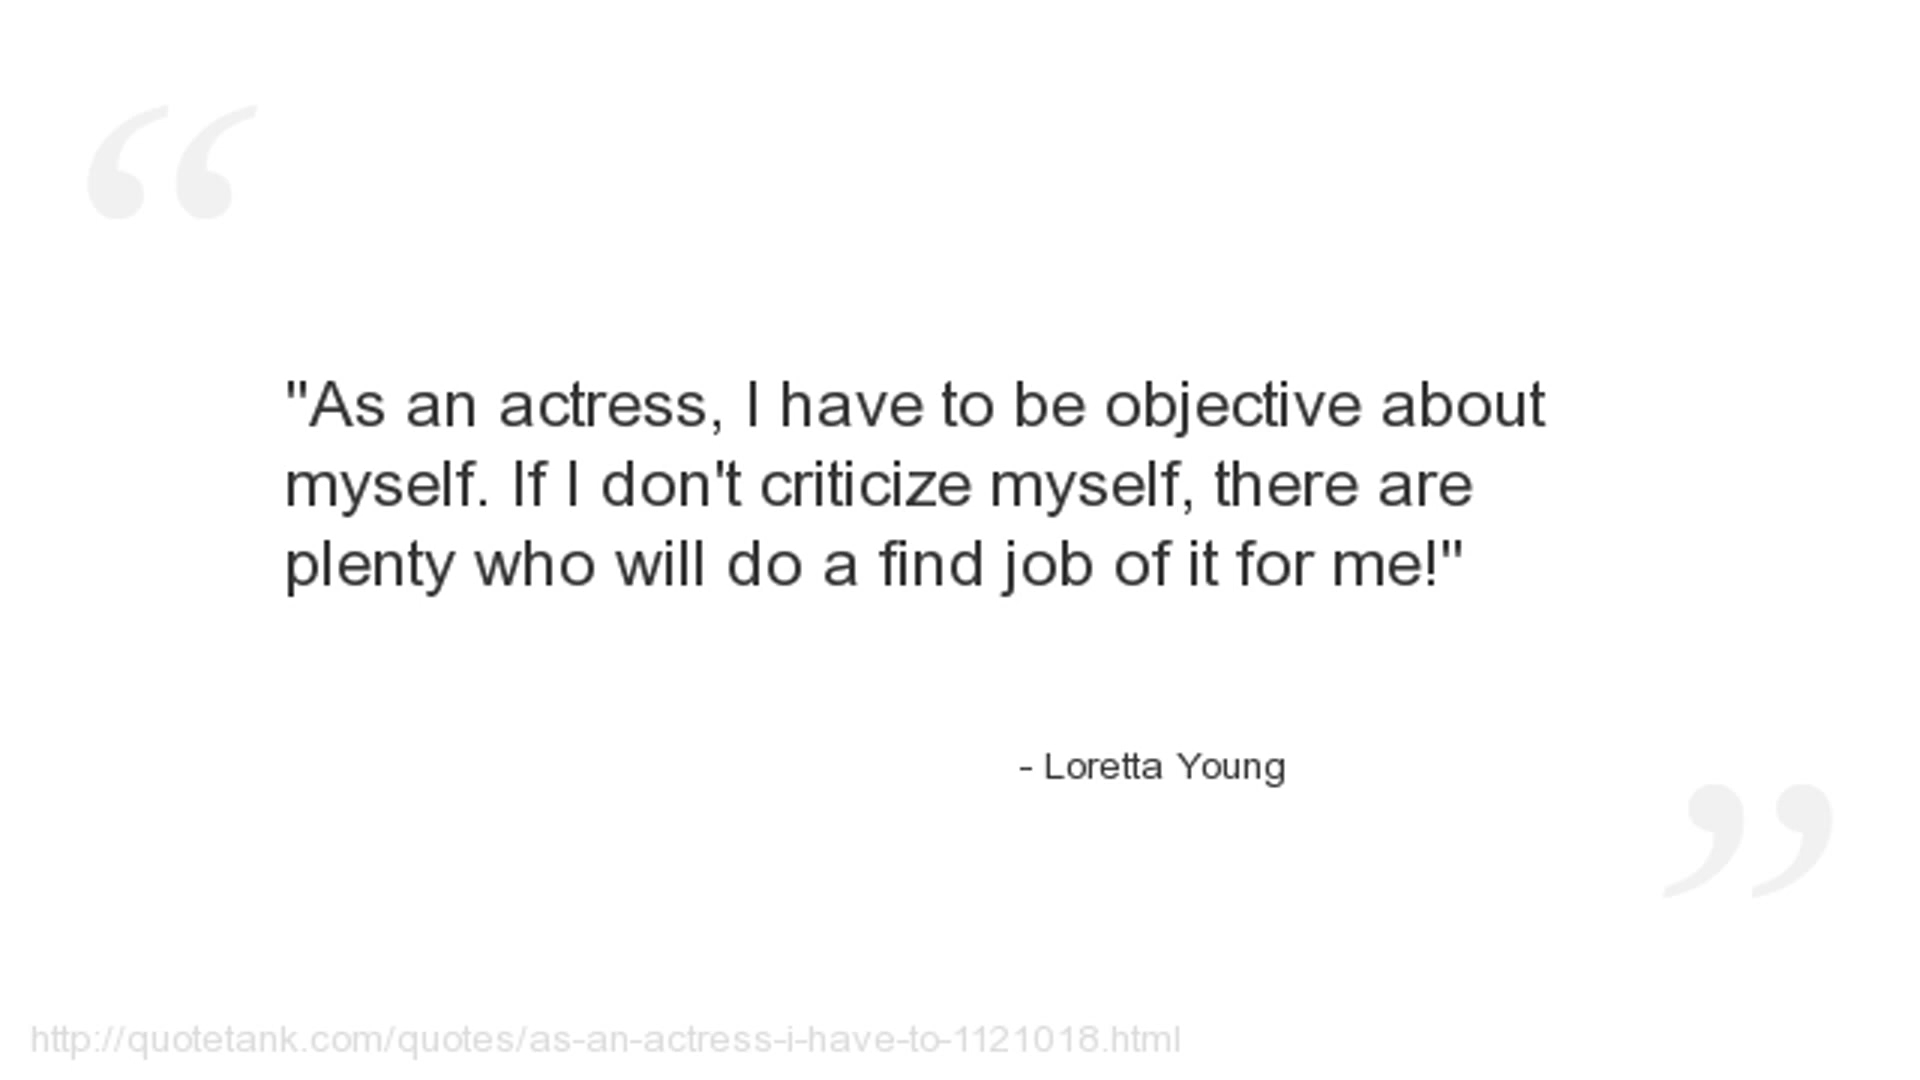 "As an actress, I have to be objective about
myself. If I don't criticize myself, there are
plenty who will do a find job of it for me!"
- Loretta Young
http://quotetank.com/quotes/as-an-actress-i-have-to-1121018.html